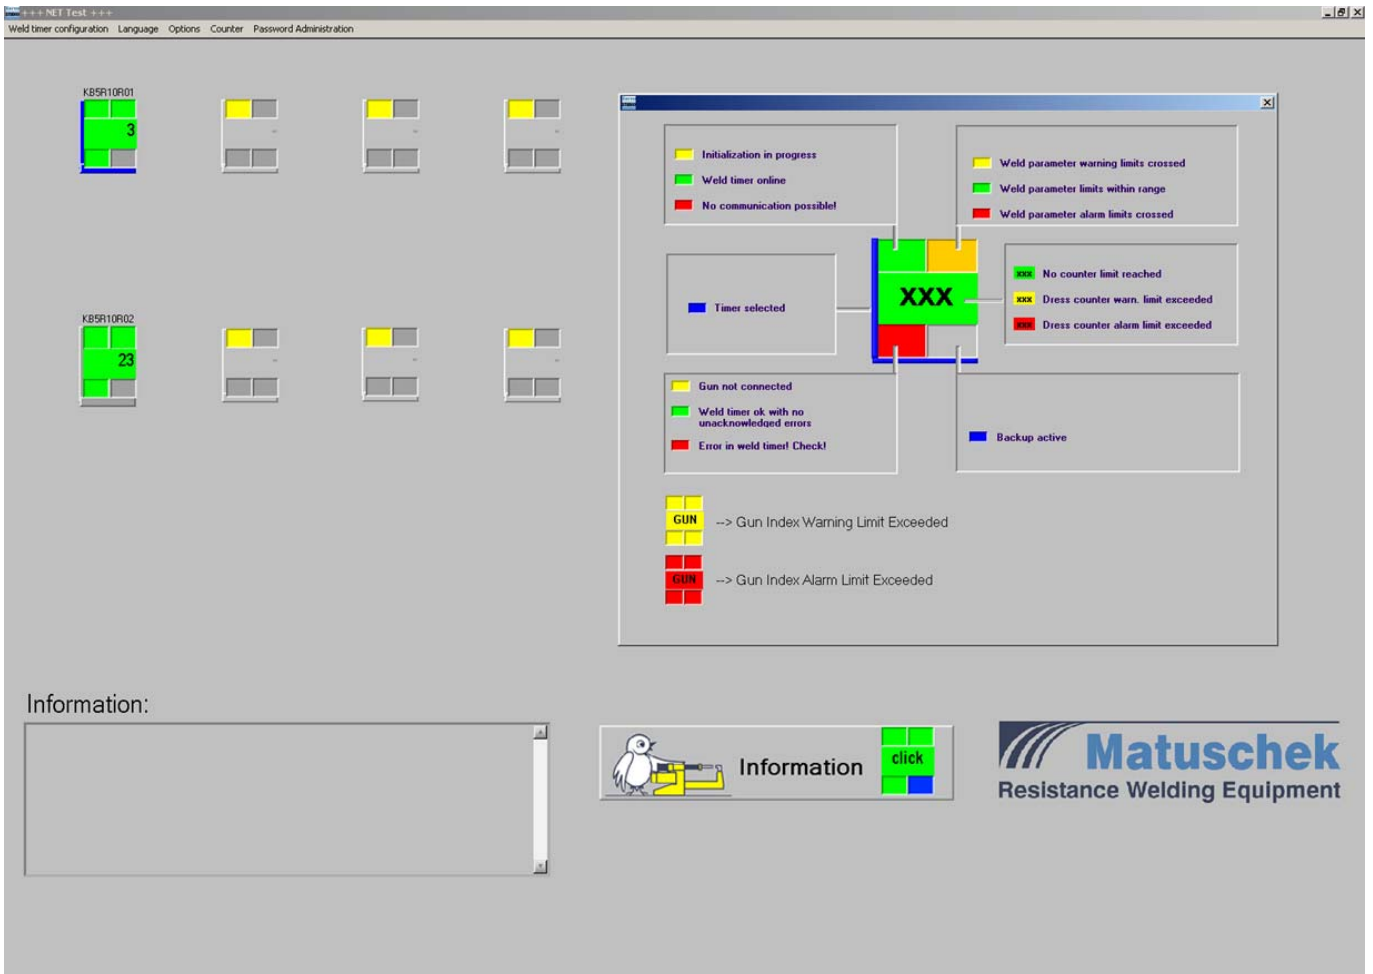 +++ NET Test +++
Weld timer configuration Language Options Counter Password Administration
KB5R10R01
3
-
-
-
KB5R10R02
23
-
-
-
Initialization in progress
Weld timer online
No communication possible!
Weld parameter warning limits crossed
Weld parameter limits within range
Weld parameter alarm limits crossed
Timer selected
XXX
xxx No counter limit reached
xxx Dress counter warn. limit exceeded
xxx Dress counter alarm limit exceeded
Gun not connected
Weld timer ok with no
unacknowledged errors
Error in weld timer! Check!
Backup active
GUN --> Gun Index Warning Limit Exceeded
GUN --> Gun Index Alarm Limit Exceeded
Information:
Information click
Matuschek
Resistance Welding Equipment